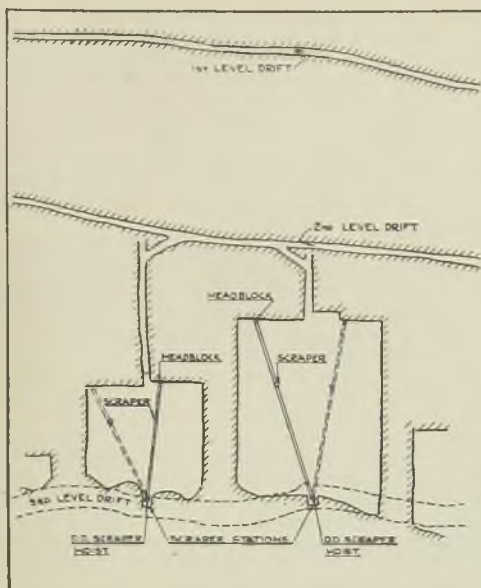 1ST LEVEL DRIFT
2ND LEVEL DRIFT
HEADBLOCK
HEADBLOCK
SCRAPER
SCRAPER
3RD LEVEL DRIFT
D.D. SCRAPER
HOIST
SCRAPER STATIONS
D.D. SCRAPER
HOIST